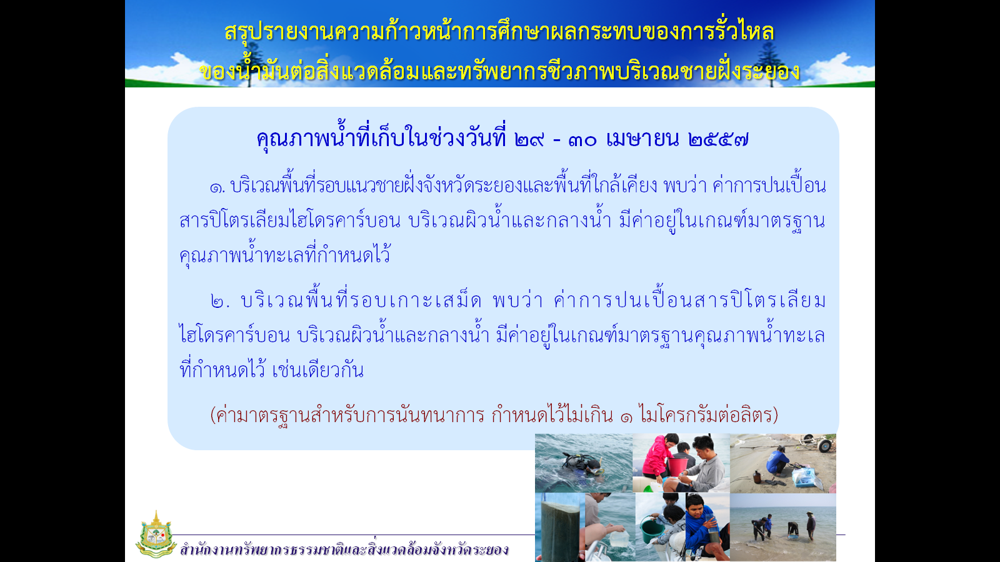 สรุปรายงานความก้าวหน้าการศึกษาผลกระทบของการรั่วไหล
ของน้ำมันต่อสิ่งแวดล้อมและทรัพยากรชีวภาพบริเวณชายฝั่งระยอง
คุณภาพน้ำที่เก็บในช่วงวันที่ ๒๙ - ๓๐ เมษายน ๒๕๕๗
๑. บริเวณพื้นที่รอบแนวชายฝั่งจังหวัดระยองและพื้นที่ใกล้เคียง พบว่า ค่าการปนเปื้อน
สารปิโตรเลียมไฮโดรคาร์บอน บริเวณผิวน้ำและกลางน้ำ มีค่าอยู่ในเกณฑ์มาตรฐาน
คุณภาพน้ำทะเลที่กำหนดไว้
๒. บริเวณพื้นที่รอบเกาะเสม็ด พบว่า ค่าการปนเปื้อนสารปิโตรเลียม
ไฮโดรคาร์บอน บริเวณผิวน้ำและกลางน้ำ มีค่าอยู่ในเกณฑ์มาตรฐานคุณภาพน้ำทะเล
ที่กำหนดไว้ เช่นเดียวกัน
(ค่ามาตรฐานสำหรับการนันทนาการ กำหนดไว้ไม่เกิน ๑ ไมโครกรัมต่อลิตร)
สำนักงานทรัพยากรธรรมชาติและสิ่งแวดล้อมจังหวัดระยอง